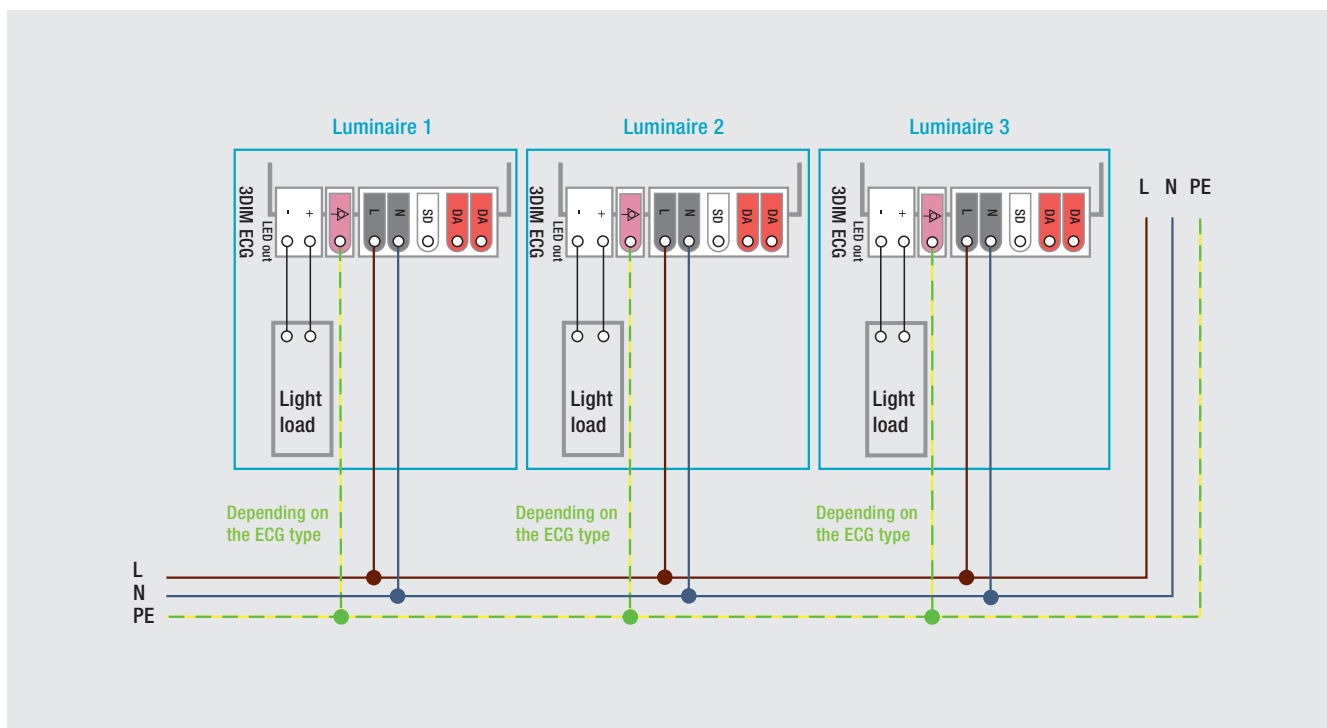 Luminaire 1
Luminaire 2
Luminaire 3
L N PE
3DIM ECG
LED out
- +
L
N
SD
DA
DA
Light
load
3DIM ECG
LED out
- +
L
N
SD
DA
DA
Light
load
3DIM ECG
LED out
- +
L
N
SD
DA
DA
Light
load
Depending on
the ECG type
Depending on
the ECG type
Depending on
the ECG type
L
N
PE